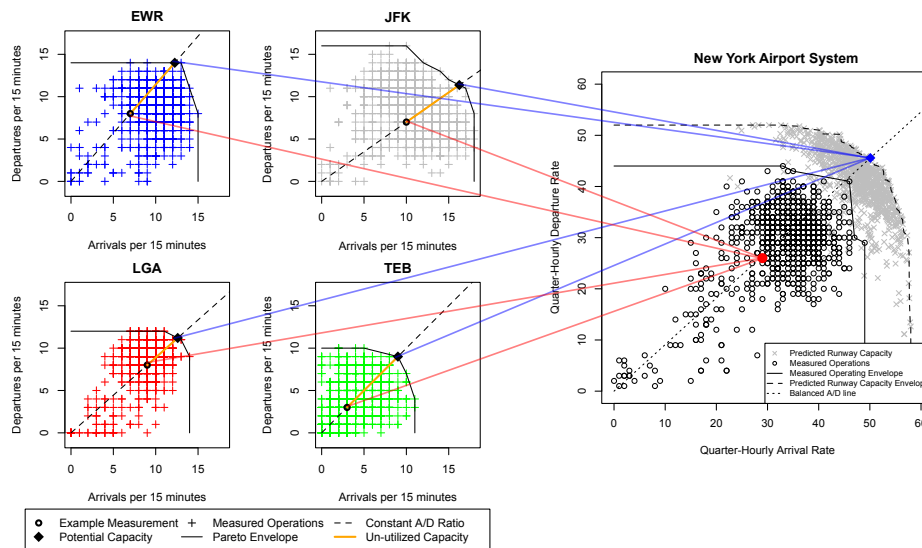 EWR
JFK
Departures per 15 minutes
0 5 10 15
0 5 10 15
Arrivals per 15 minutes
Departures per 15 minutes
0 5 10 15
0 5 10 15
Arrivals per 15 minutes
LGA
TEB
Departures per 15 minutes
0 5 10 15
0 5 10 15
Arrivals per 15 minutes
Departures per 15 minutes
0 5 10 15
0 5 10 15
Arrivals per 15 minutes
New York Airport System
Quarter-Hourly Departure Rate
0 10 20 30 40 50 60
0 10 20 30 40 50 60
Quarter-Hourly Arrival Rate
Predicted Runway Capacity
Measured Operations
Measured Operating Envelope
Predicted Runway Capacity Envelop
Balanced A/D line
Example Measurement
Measured Operations
Constant A/D Ratio
Potential Capacity
Pareto Envelope
Un-utilized Capacity